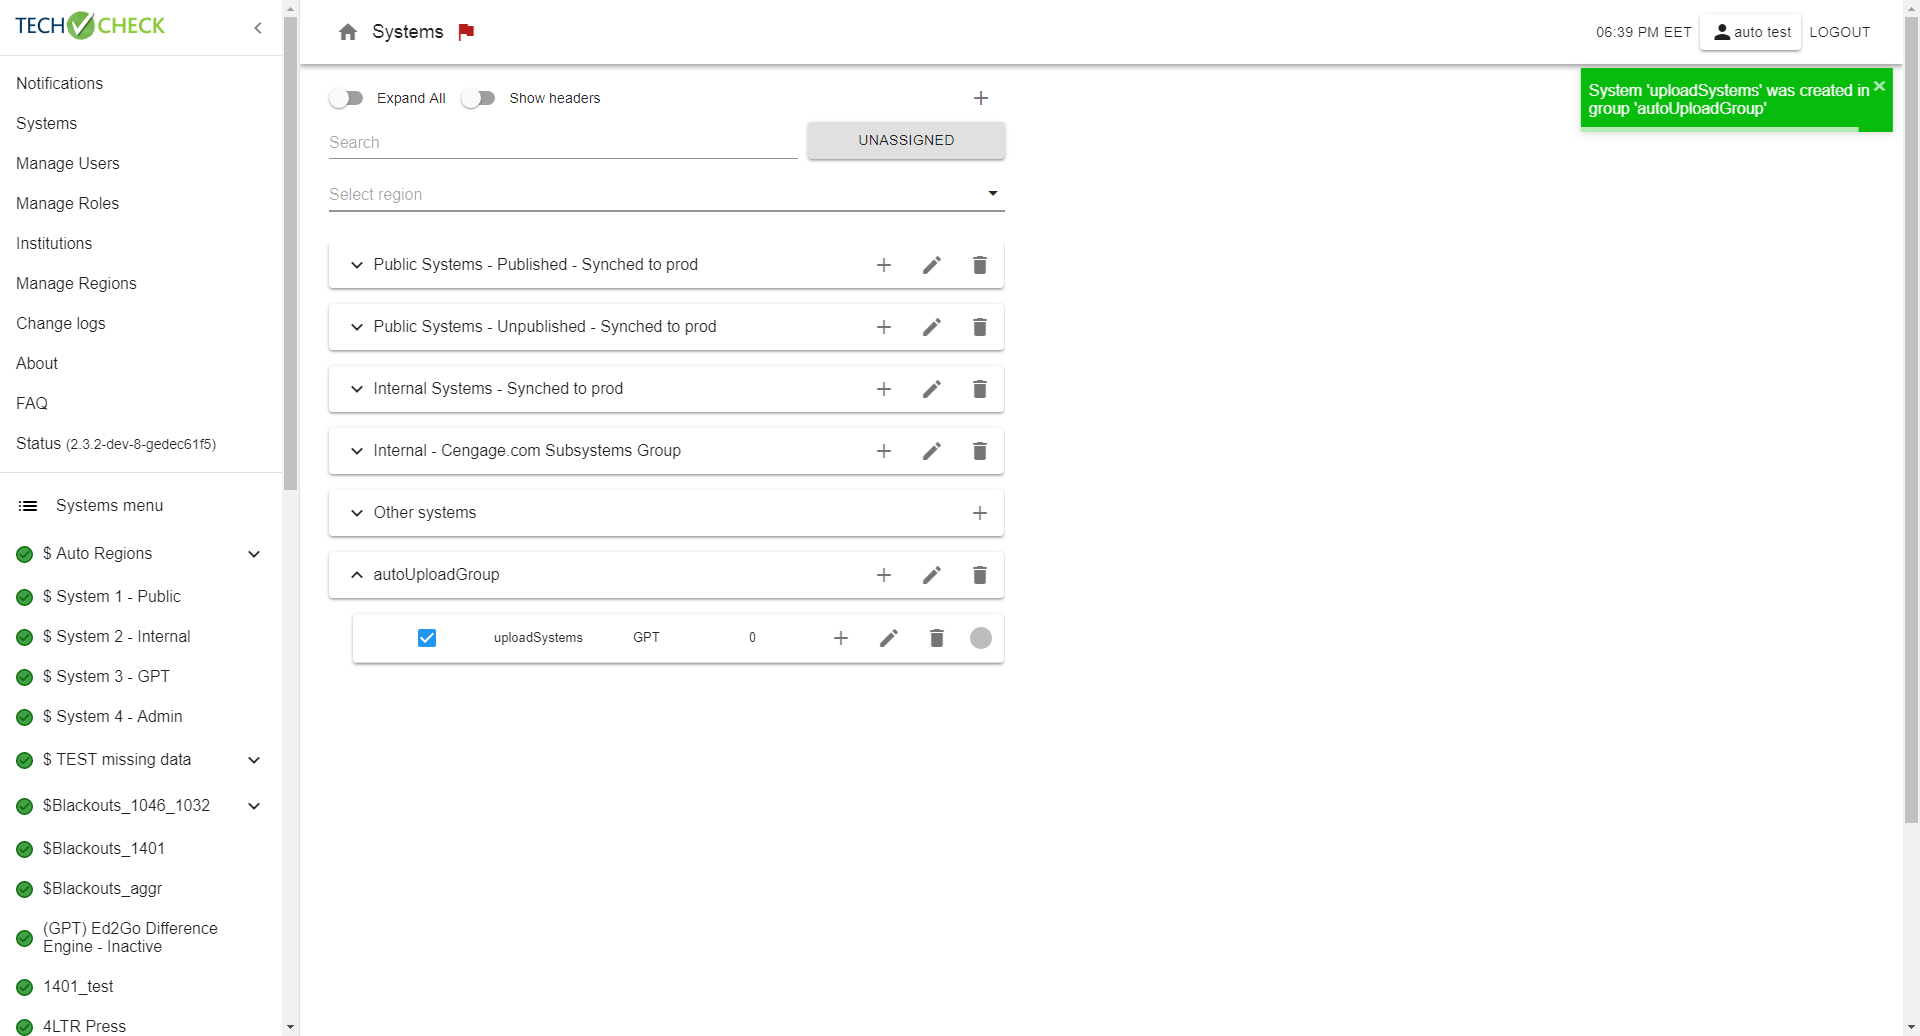 TECH CHECK
Notifications
Systems
Manage Users
Manage Roles
Institutions
Manage Regions
Change logs
About
FAQ
Status (2.3.2-dev-8-gedec61f5)
Systems menu
$ Auto Regions
$ System 1 - Public
$ System 2 - Internal
$ System 3 - GPT
$ System 4 - Admin
$ TEST missing data
$Blackouts_1046_1032
$Blackouts_1401
$Blackouts_aggr
(GPT) Ed2Go Difference
Engine - Inactive
1401_test
4LTR Press
Systems
06:39 PM EET
auto test
LOGOUT
System 'uploadSystems' was created in
group 'autoUploadGroup'
Expand All
Show headers
Search
UNASSIGNED
Select region
Public Systems - Published - Synched to prod
Public Systems - Unpublished - Synched to prod
Internal Systems - Synched to prod
Internal - Cengage.com Subsystems Group
Other systems
autoUploadGroup
uploadSystems GPT 0